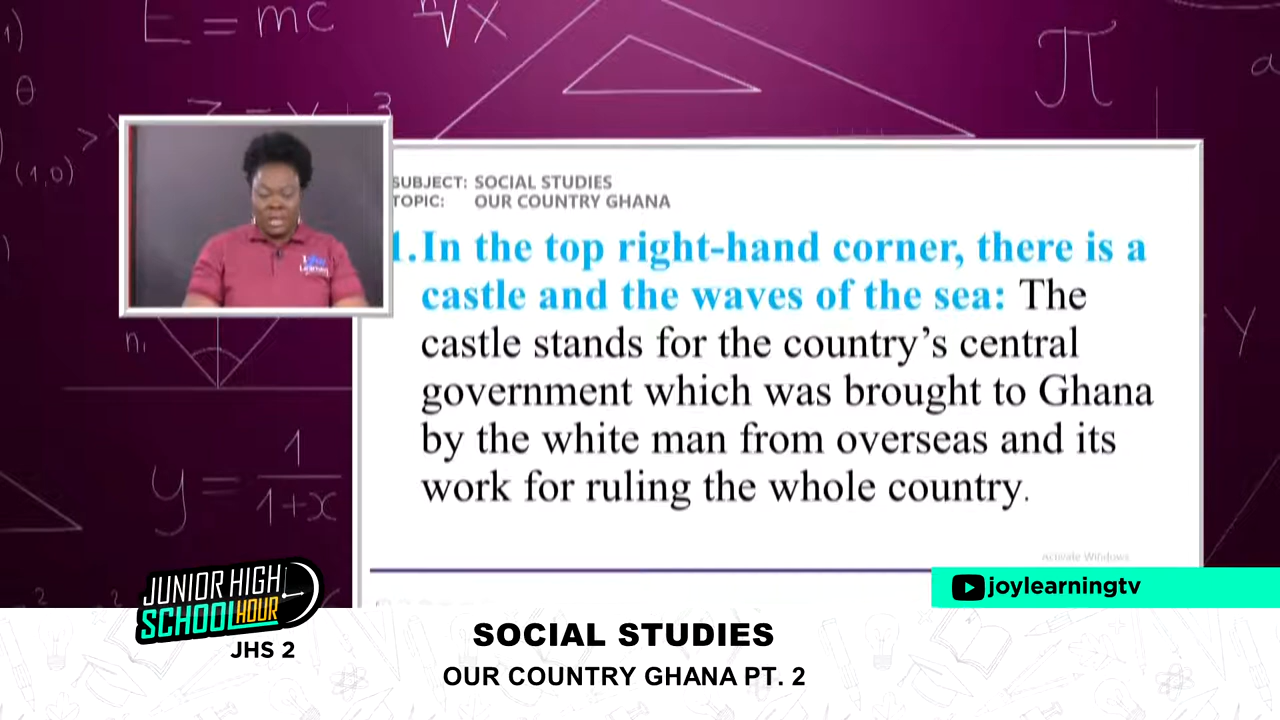 E = mc
n√x
π
θ
(1,0)
n₁
y = 1/1+x
Y
SUBJECT: SOCIAL STUDIES
TOPIC: OUR COUNTRY GHANA
1.In the top right-hand corner, there is a
castle and the waves of the sea: The
castle stands for the country’s central
government which was brought to Ghana
by the white man from overseas and its
work for ruling the whole country.
Activate Windows
joylearningtv
JUNIOR HIGH
SCHOOL HOUR
JHS 2
SOCIAL STUDIES
OUR COUNTRY GHANA PT. 2